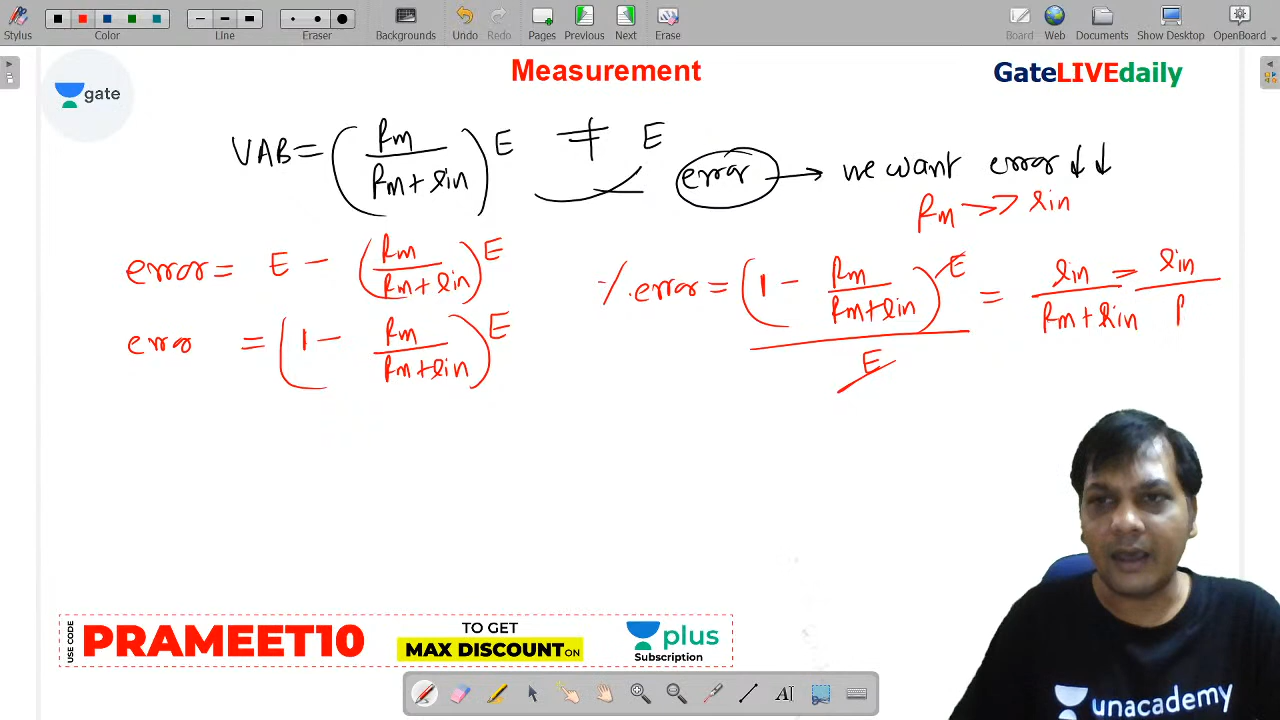 Stylus
Color
Line
Eraser
Backgrounds
Undo
Redo
Pages
Previous
Next
Erase
Board
Web
Documents
Show Desktop
OpenBoard
gate
Measurement
GateLIVEdaily
VAB = (Rm / Rm + rin) E ≠ E
error → we want error ↓↓
Rm >> rin
error = E - (Rm / Rm + rin) E
% error = (1 - Rm / Rm + rin) E / E = rin / Rm + rin = rin /
error = (1 - Rm / Rm + rin) E
USE CODE
PRAMEET10
TO GET
MAX DISCOUNT ON
plus
Subscription
unacademy